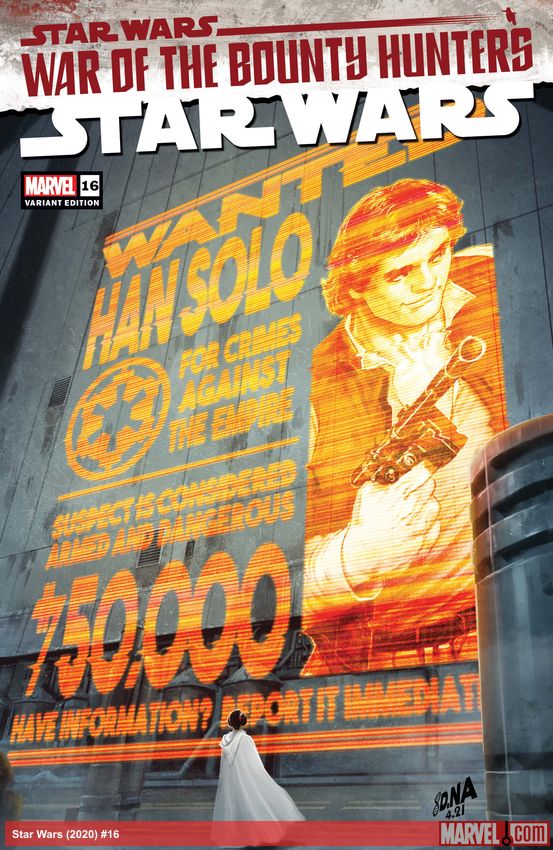 STAR WARS
WAR OF THE BOUNTY HUNTERS
STAR WARS
MARVEL 16
VARIANT EDITION
WANTED
HAN SOLO
FOR CRIMES
AGAINST
THE EMPIRE
SUSPECT IS CONSIDERED
ARMED AND DANGEROUS
50.000
HAVE INFORMATION? REPORT IT IMMEDIAT
D.NA
4.21
Star Wars (2020) #16
MARVEL.com